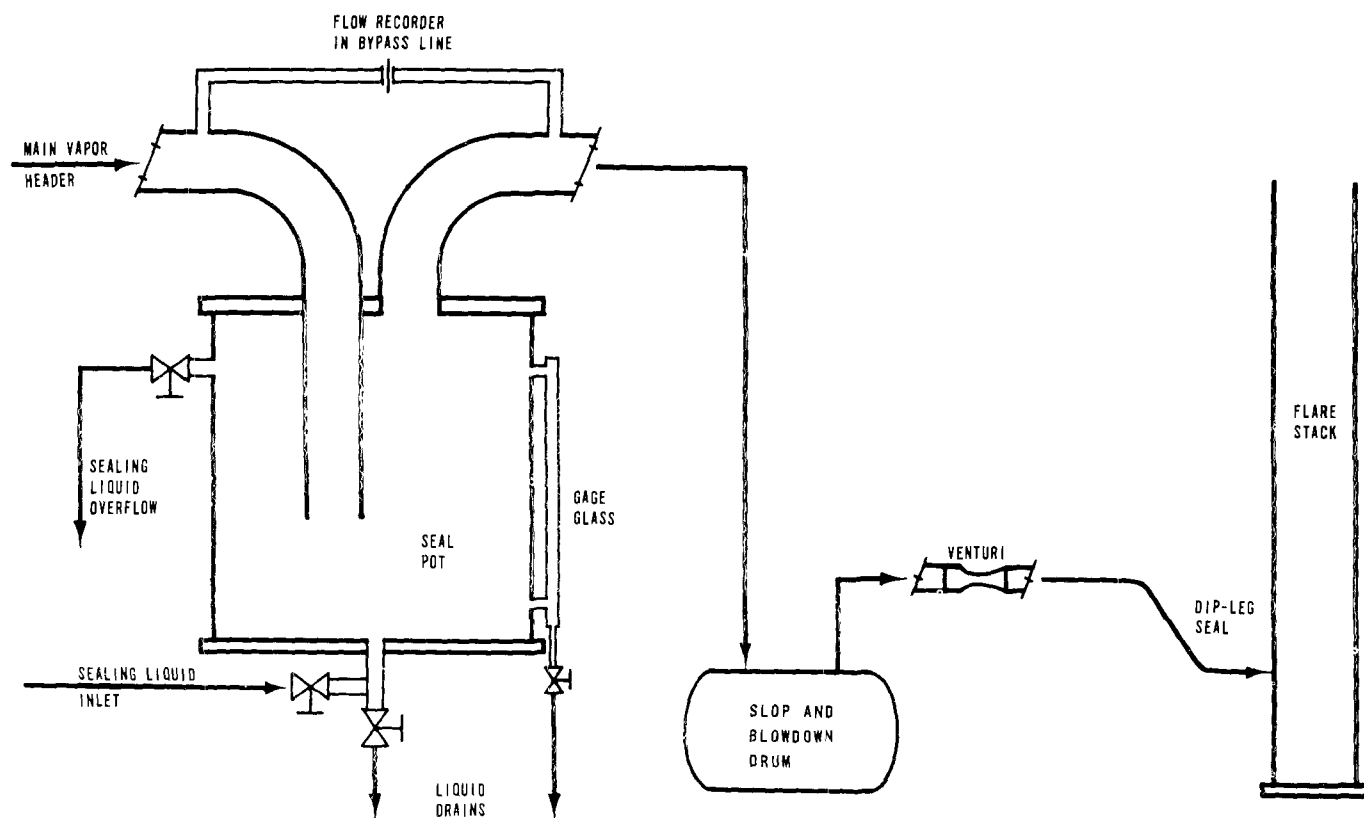 FLOW RECORDER
IN BYPASS LINE
MAIN VAPOR
HEADER
SEALING
LIQUID
OVERFLOW
SEAL
POT
GAGE
GLASS
SEALING LIQUID
INLET
LIQUID
DRAINS
SLOP AND
BLOWDOWN
DRUM
VENTURI
DIP-LEG
SEAL
FLARE
STACK